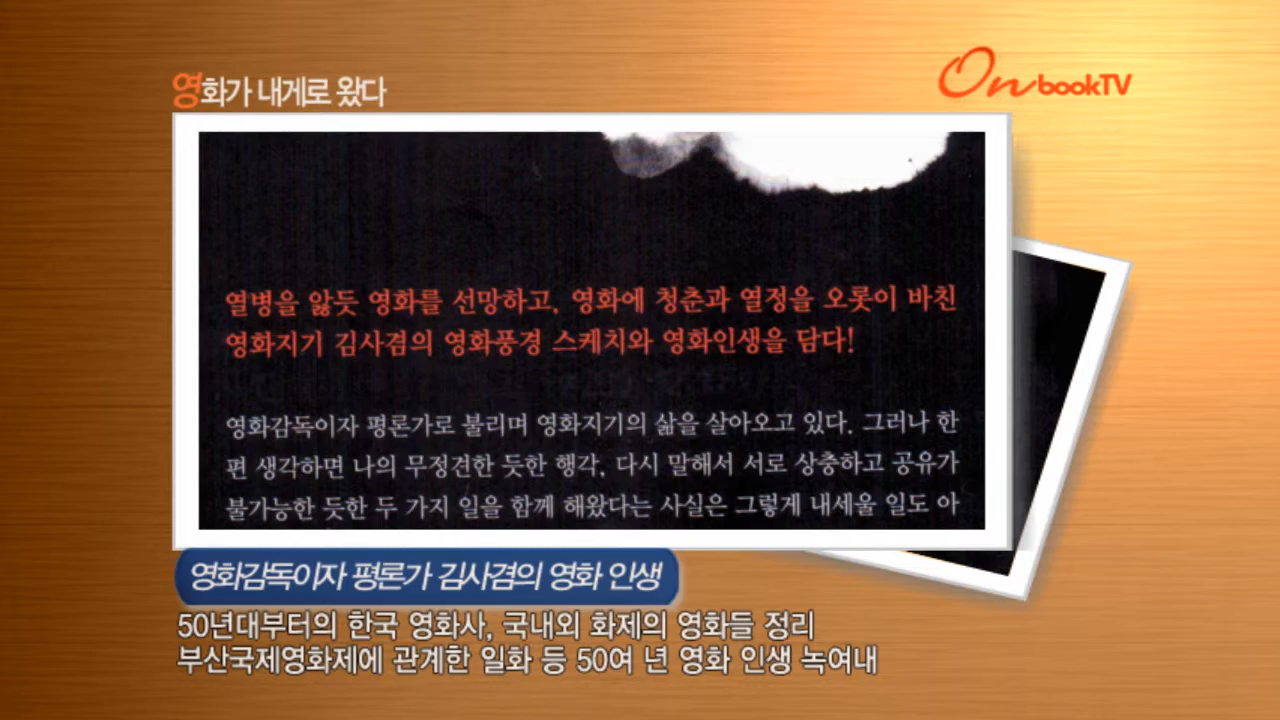 영화가 내게로 왔다
On bookTV
열병을 앓듯 영화를 선망하고, 영화에 청춘과 열정을 오롯이 바친
영화지기 김사겸의 영화풍경 스케치와 영화인생을 담다!
영화감독이자 평론가로 불리며 영화지기의 삶을 살아오고 있다. 그러나 한
편 생각하면 나의 무정견한 듯한 행각, 다시 말해서 서로 상충하고 공유가
불가능한 듯한 두 가지 일을 함께 해왔다는 사실은 그렇게 내세울 일도 아
영화감독이자 평론가 김사겸의 영화 인생
50년대부터의 한국 영화사, 국내외 화제의 영화들 정리
부산국제영화제에 관계한 일화 등 50여 년 영화 인생 녹여내